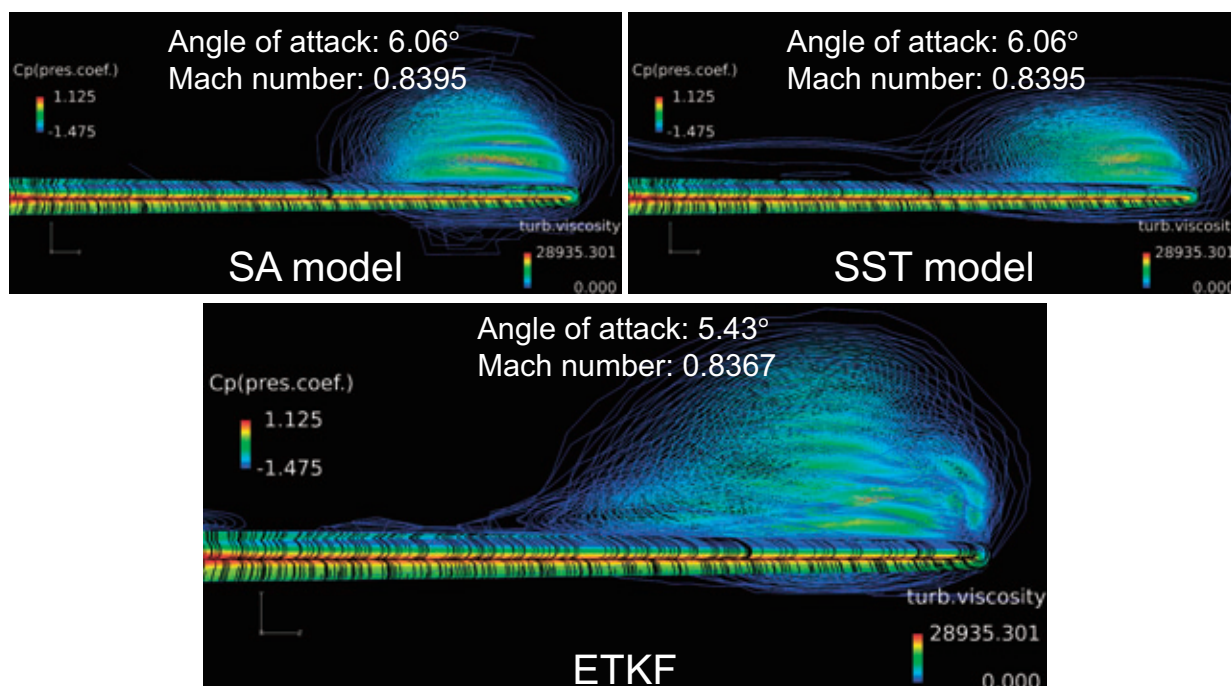 Angle of attack: 6.06°
Mach number: 0.8395
Cp(pres.coef.)
1.125
-1.475
turb.viscosity
28935.301
0.000
SA model
Angle of attack: 6.06°
Mach number: 0.8395
Cp(pres.coef.)
1.125
-1.475
turb.viscosity
28935.301
0.000
SST model
Angle of attack: 5.43°
Mach number: 0.8367
Cp(pres.coef.)
1.125
-1.475
turb.viscosity
28935.301
0.000
ETKF